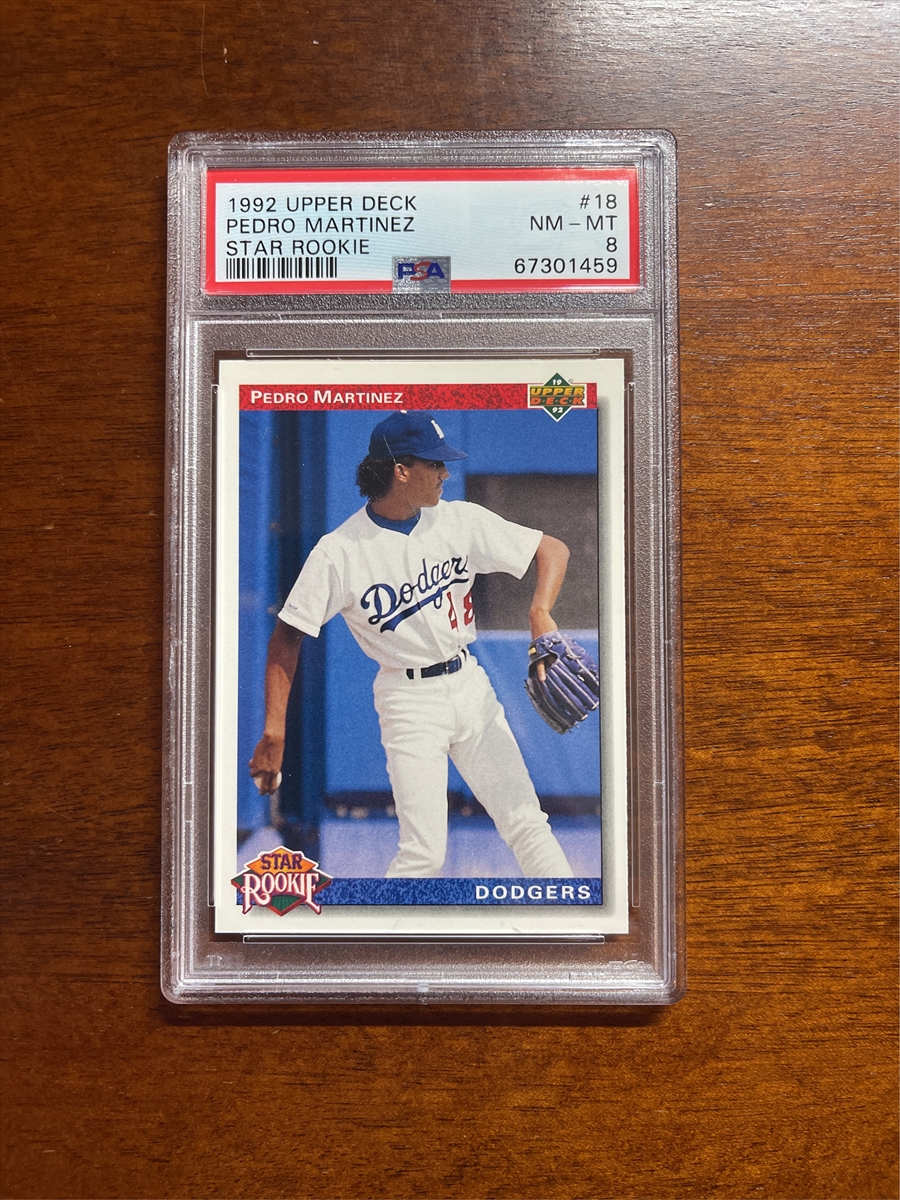 1992 UPPER DECK #18
PEDRO MARTINEZ NM - MT
STAR ROOKIE 8
PSA 67301459
PEDRO MARTINEZ
19
UPPER
DECK
92
Dodgers
48
STAR
ROOKIE
DODGERS